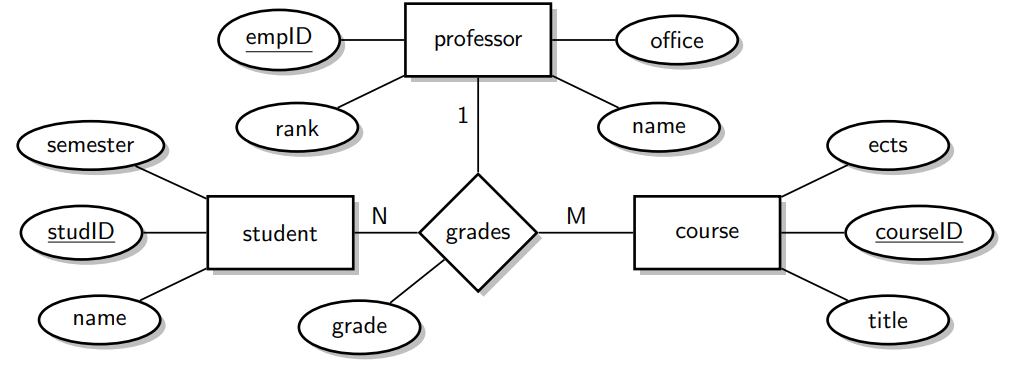 empID
professor
office
rank
1
name
semester
ects
studID
student
N
grades
M
course
courseID
name
grade
title